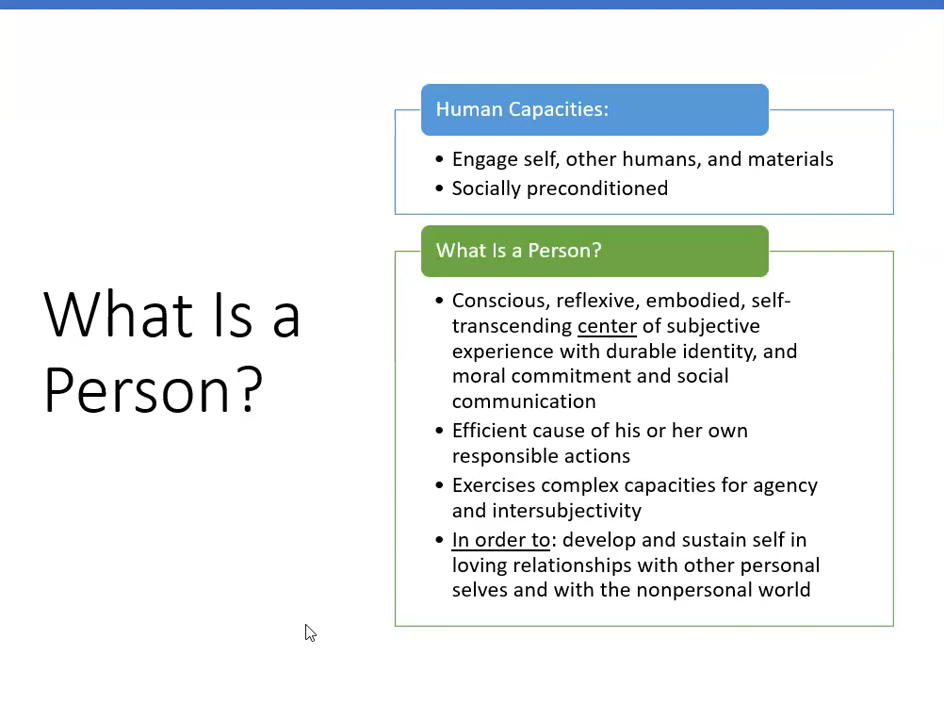 What Is a
Person?
Human Capacities:
• Engage self, other humans, and materials
• Socially preconditioned
What Is a Person?
• Conscious, reflexive, embodied, self-
transcending center of subjective
experience with durable identity, and
moral commitment and social
communication
• Efficient cause of his or her own
responsible actions
• Exercises complex capacities for agency
and intersubjectivity
• In order to: develop and sustain self in
loving relationships with other personal
selves and with the nonpersonal world